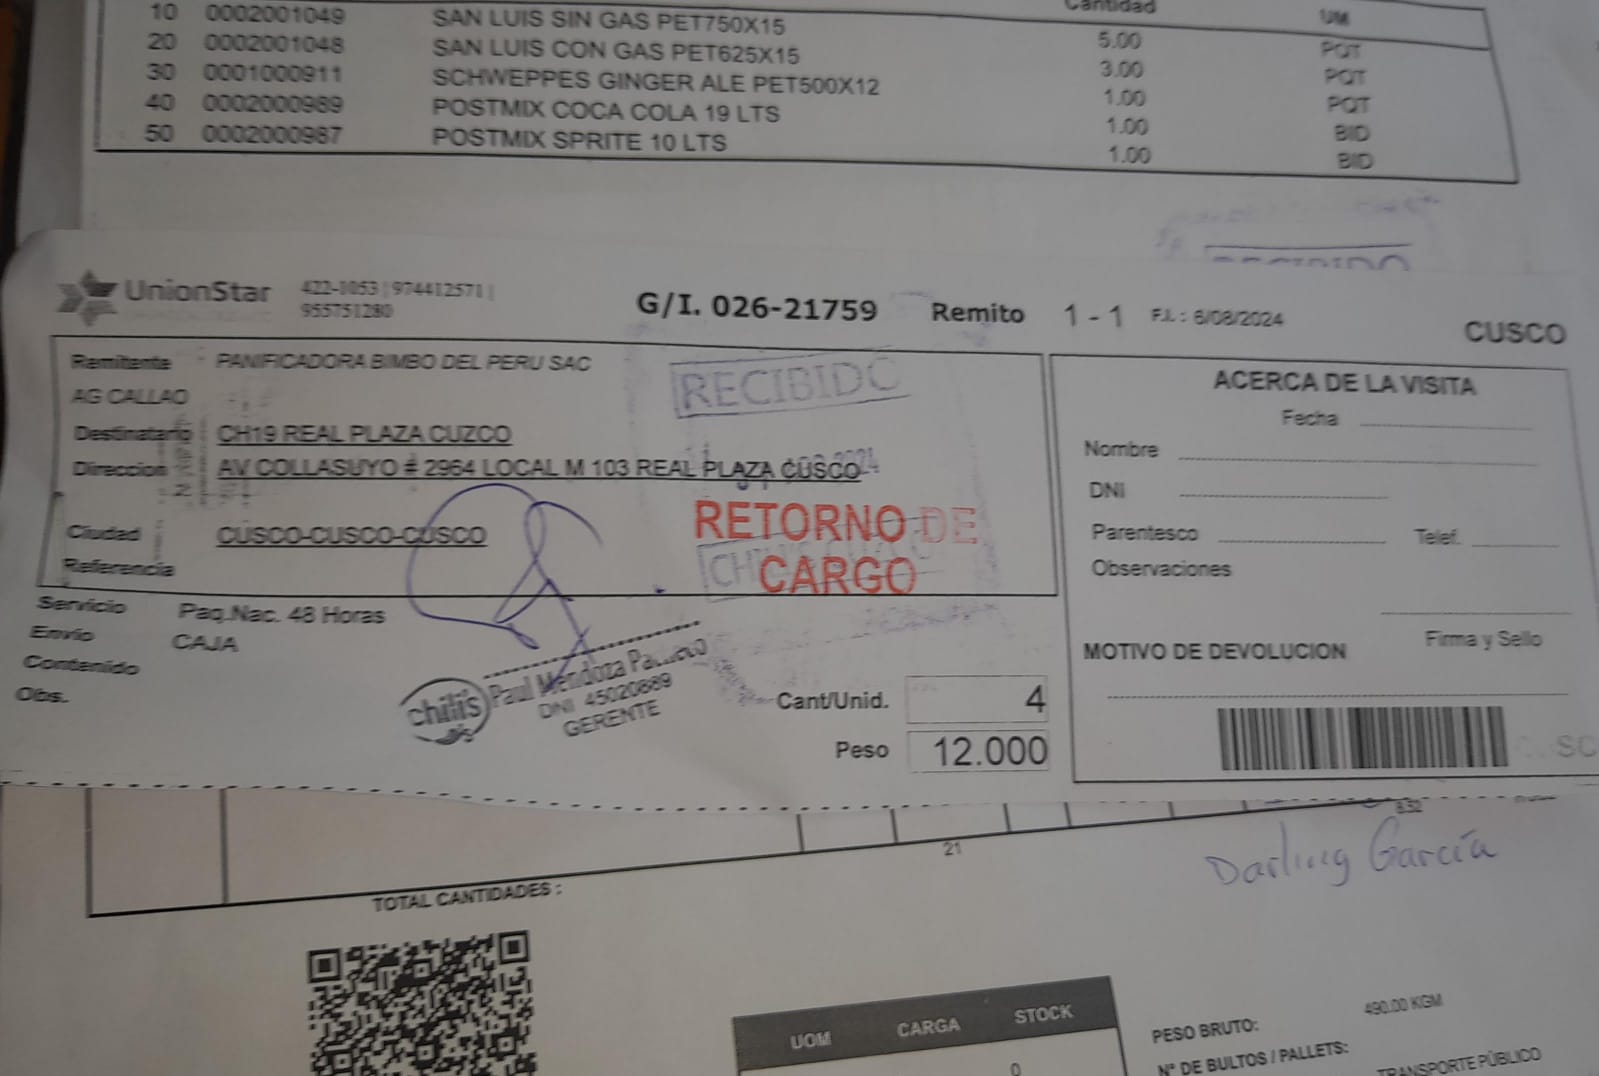 Cantidad UM
10 0002001049 SAN LUIS SIN GAS PET750X15 5.00 PQT
20 0002001048 SAN LUIS CON GAS PET625X15 3.00 PQT
30 0001000911 SCHWEPPES GINGER ALE PET500X12 1.00 PQT
40 0002000989 POSTMIX COCA COLA 19 LTS 1.00 BID
50 0002000987 POSTMIX SPRITE 10 LTS 1.00 BID
UnionStar 422-1053 | 974412571 |
955751280
G/I. 026-21759 Remito 1 - 1 F.I. : 6/08/2024 CUSCO
Remitente PANIFICADORA BIMBO DEL PERU SAC
AG CALLAO
RECIBIDO
Destinatario CH19 REAL PLAZA CUZCO
Direccion AV COLLASUYO # 2964 LOCAL M 103 REAL PLAZA CUSCO
RETORNO DE
CARGO
Ciudad CUSCO-CUSCO-CUSCO
Referencia
Servicio Paq.Nac. 48 Horas
Envio CAJA
Contenido
Obs.
chilis Paul Mendoza
DNI 45020889
GERENTE
Cant/Unid. 4
Peso 12.000
ACERCA DE LA VISITA
Fecha
Nombre
DNI
Parentesco Telef.
Observaciones
Firma y Sello
MOTIVO DE DEVOLUCION
21
TOTAL CANTIDADES :
Darling García
UOM CARGA STOCK
0
PESO BRUTO: 490.00 KGM
N° DE BULTOS / PALLETS:
TRANSPORTE PÚBLICO